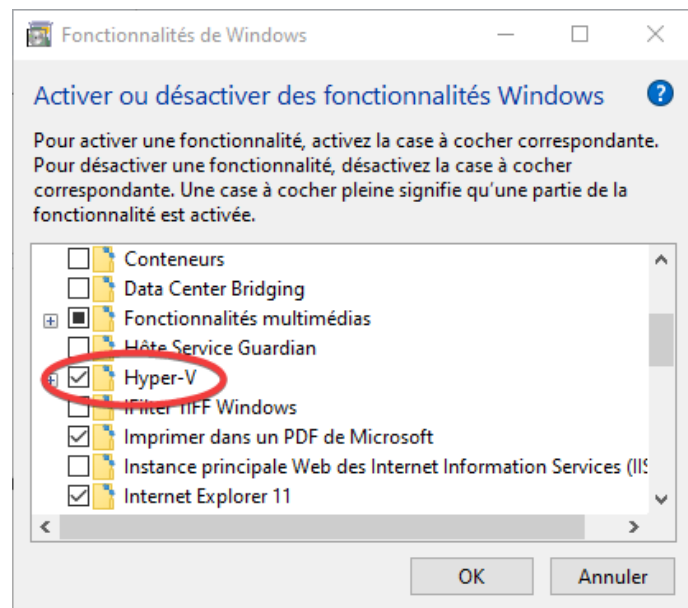 Fonctionnalités de Windows
Activer ou désactiver des fonctionnalités Windows
Pour activer une fonctionnalité, activez la case à cocher correspondante.
Pour désactiver une fonctionnalité, désactivez la case à cocher
correspondante. Une case à cocher pleine signifie qu'une partie de la
fonctionnalité est activée.
Conteneurs
Data Center Bridging
Fonctionnalités multimédias
Hôte Service Guardian
Hyper-V
IFilter TIFF Windows
Imprimer dans un PDF de Microsoft
Instance principale Web des Internet Information Services (IIS
Internet Explorer 11
OK
Annuler